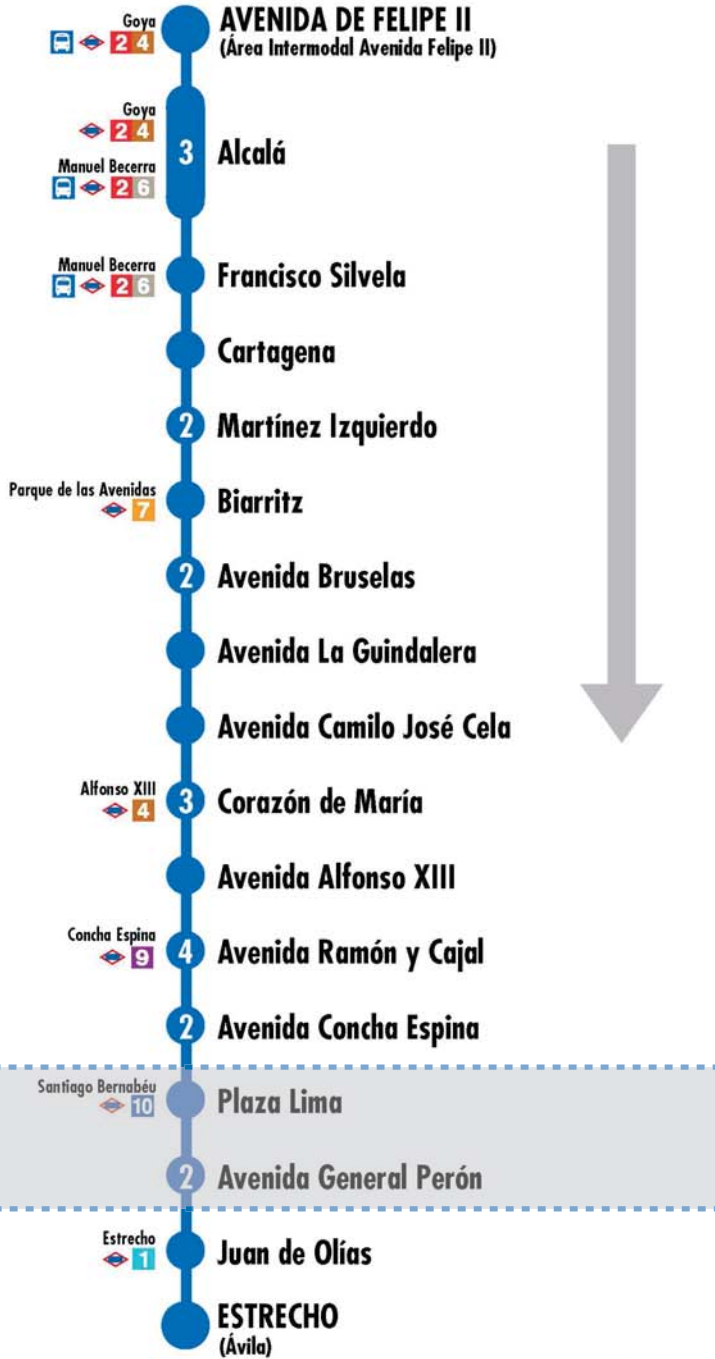 Goya
2 4
AVENIDA DE FELIPE II
(Área Intermodal Avenida Felipe II)
Goya
2 4
3
Alcalá
Manuel Becerra
2 6
Manuel Becerra
2 6
Francisco Silvela
Cartagena
2
Martínez Izquierdo
Parque de las Avenidas
7
Biarritz
2
Avenida Bruselas
Avenida La Guindalera
Avenida Camilo José Cela
Alfonso XIII
4
3
Corazón de María
Avenida Alfonso XIII
Concha Espina
9
4
Avenida Ramón y Cajal
2
Avenida Concha Espina
Santiago Bernabéu
10
Plaza Lima
2
Avenida General Perón
Estrecho
1
Juan de Olías
ESTRECHO
(Ávila)